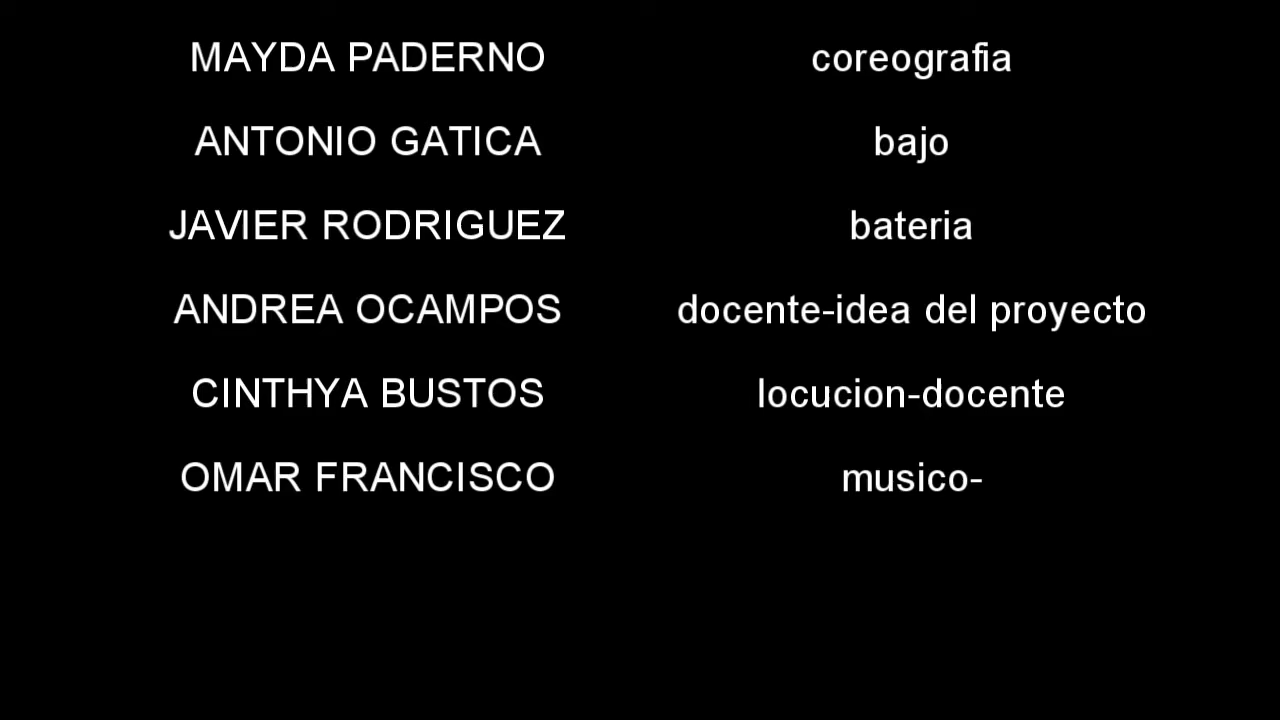 MAYDA PADERNO coreografia
ANTONIO GATICA bajo
JAVIER RODRIGUEZ bateria
ANDREA OCAMPOS docente-idea del proyecto
CINTHYA BUSTOS locucion-docente
OMAR FRANCISCO musico-